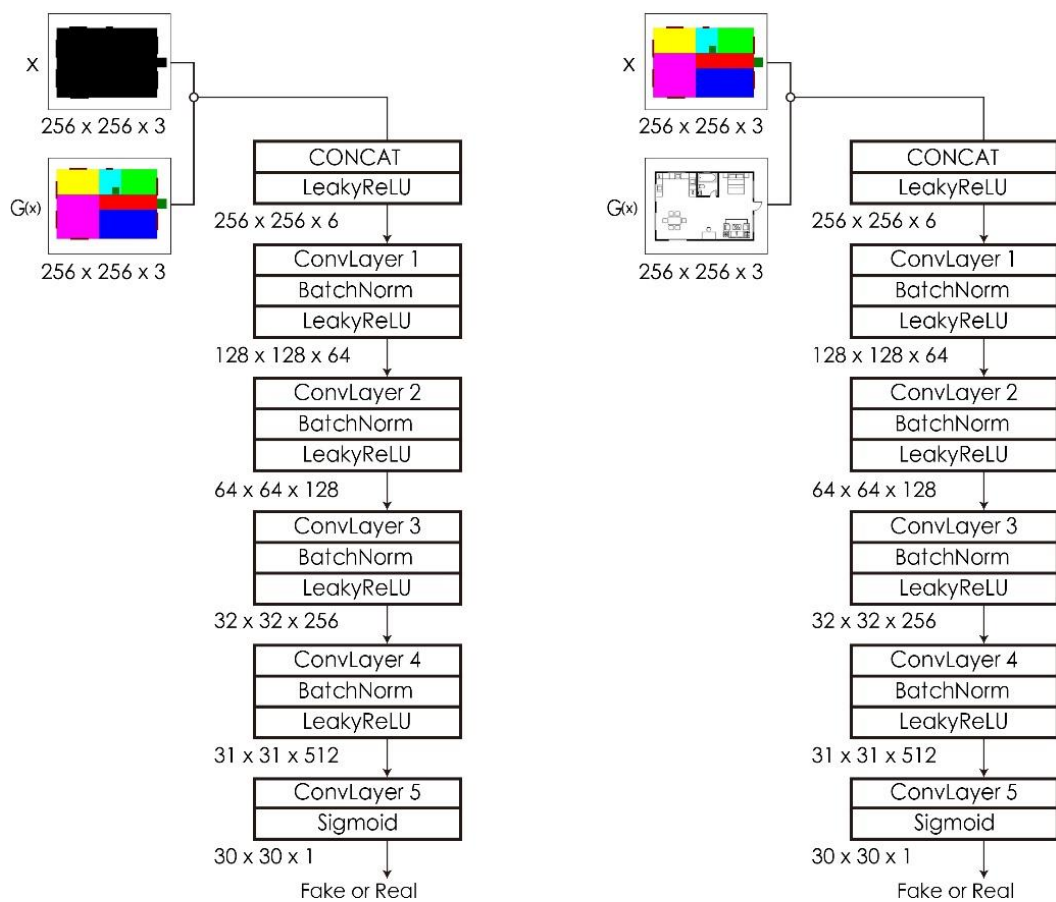 X
256 x 256 x 3
G(x)
256 x 256 x 3
CONCAT
LeakyReLU
256 x 256 x 6
ConvLayer 1
BatchNorm
LeakyReLU
128 x 128 x 64
ConvLayer 2
BatchNorm
LeakyReLU
64 x 64 x 128
ConvLayer 3
BatchNorm
LeakyReLU
32 x 32 x 256
ConvLayer 4
BatchNorm
LeakyReLU
31 x 31 x 512
ConvLayer 5
Sigmoid
30 x 30 x 1
Fake or Real
X
256 x 256 x 3
G(x)
256 x 256 x 3
CONCAT
LeakyReLU
256 x 256 x 6
ConvLayer 1
BatchNorm
LeakyReLU
128 x 128 x 64
ConvLayer 2
BatchNorm
LeakyReLU
64 x 64 x 128
ConvLayer 3
BatchNorm
LeakyReLU
32 x 32 x 256
ConvLayer 4
BatchNorm
LeakyReLU
31 x 31 x 512
ConvLayer 5
Sigmoid
30 x 30 x 1
Fake or Real